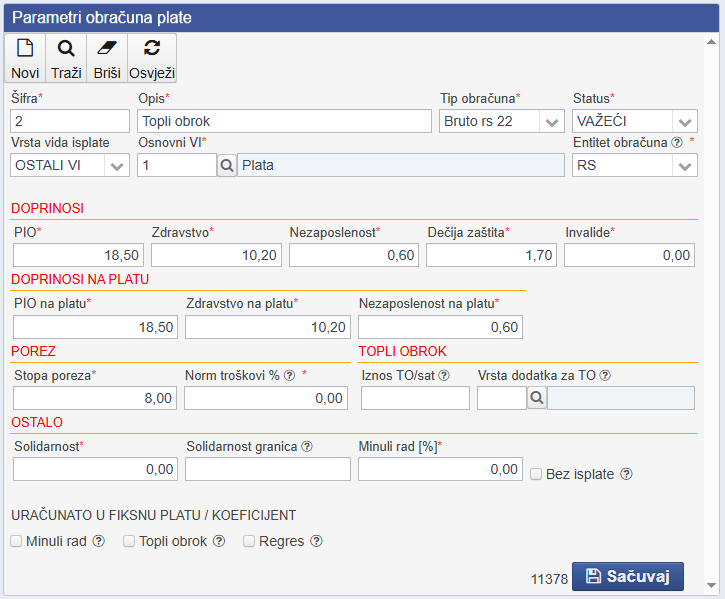 Parametri obračuna plate
Novi Traži Briši Osvježi
Šifra* Opis* Tip obračuna* Status*
2 Topli obrok Bruto rs 22 VAŽEĆI
Vrsta vida isplate Osnovni VI* Entitet obračuna ? *
OSTALI VI 1 Plata RS
DOPRINOSI
PIO* Zdravstvo* Nezaposlenost* Dečija zaštita* Invalide*
18,50 10,20 0,60 1,70 0,00
DOPRINOSI NA PLATU
PIO na platu* Zdravstvo na platu* Nezaposlenost na platu*
18,50 10,20 0,60
POREZ TOPLI OBROK
Stopa poreza* Norm troškovi % ? * Iznos TO/sat ? Vrsta dodatka za TO ?
8,00 0,00
OSTALO
Solidarnost* Solidarnost granica ? Minuli rad [%]*
0,00 0,00 Bez isplate ?
URAČUNATO U FIKSNU PLATU / KOEFICIJENT
Minuli rad ? Topli obrok ? Regres ?
11378 Sačuvaj